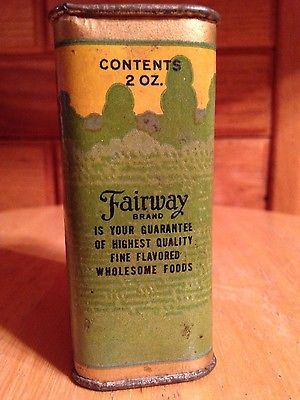 CONTENTS
2 OZ.
Fairway
BRAND
IS YOUR GUARANTEE
OF HIGHEST QUALITY
FINE FLAVORED
WHOLESOME FOODS